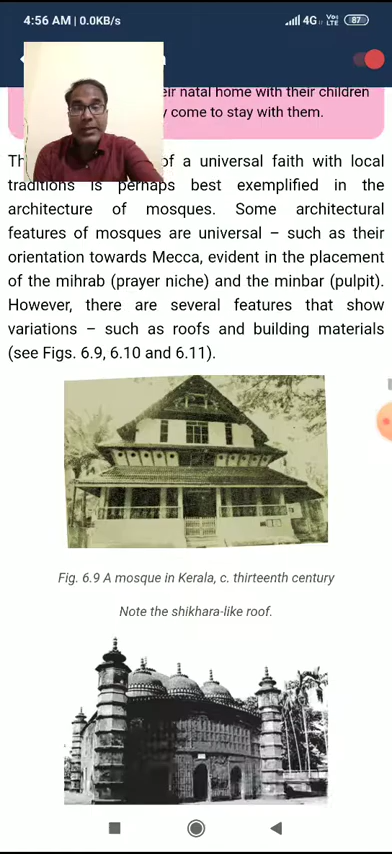 4:56 AM | 0.0KB/s
4G
Vo
LTE
87
eir natal home with their children
y come to stay with them.
Th of a universal faith with local
traditions is perhaps best exemplified in the
architecture of mosques. Some architectural
features of mosques are universal – such as their
orientation towards Mecca, evident in the placement
of the mihrab (prayer niche) and the minbar (pulpit).
However, there are several features that show
variations – such as roofs and building materials
(see Figs. 6.9, 6.10 and 6.11).
Fig. 6.9 A mosque in Kerala, c. thirteenth century
Note the shikhara-like roof.